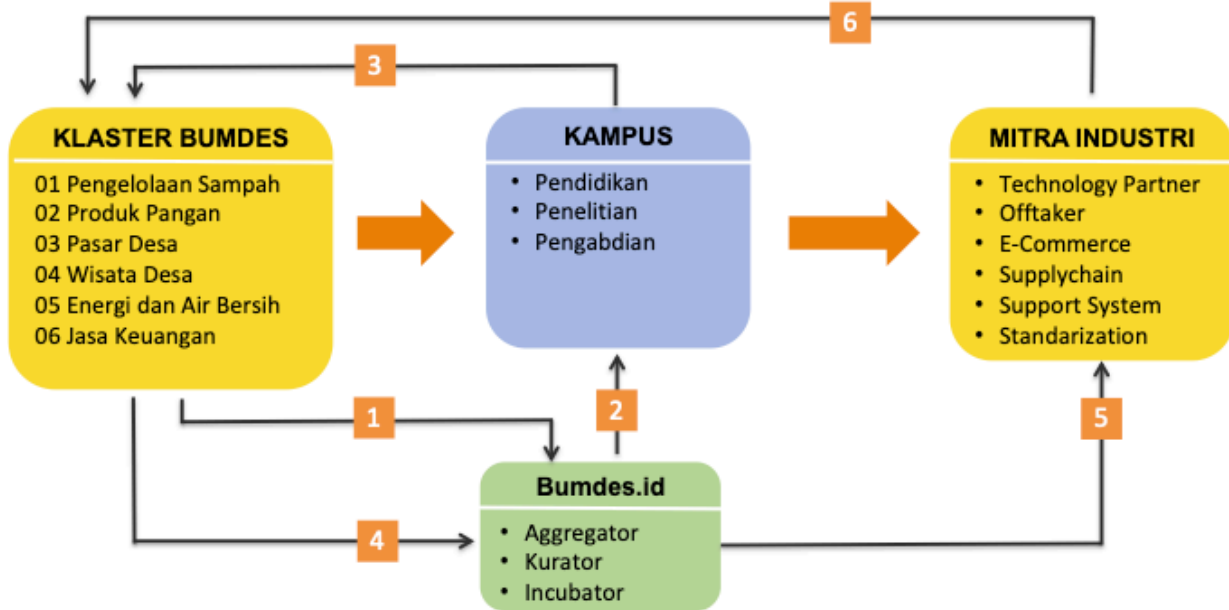 6
3
KLASTER BUMDES
01 Pengelolaan Sampah
02 Produk Pangan
03 Pasar Desa
04 Wisata Desa
05 Energi dan Air Bersih
06 Jasa Keuangan
KAMPUS
• Pendidikan
• Penelitian
• Pengabdian
MITRA INDUSTRI
• Technology Partner
• Offtaker
• E-Commerce
• Supplychain
• Support System
• Standarization
1
2
5
4
Bumdes.id
• Aggregator
• Kurator
• Incubator